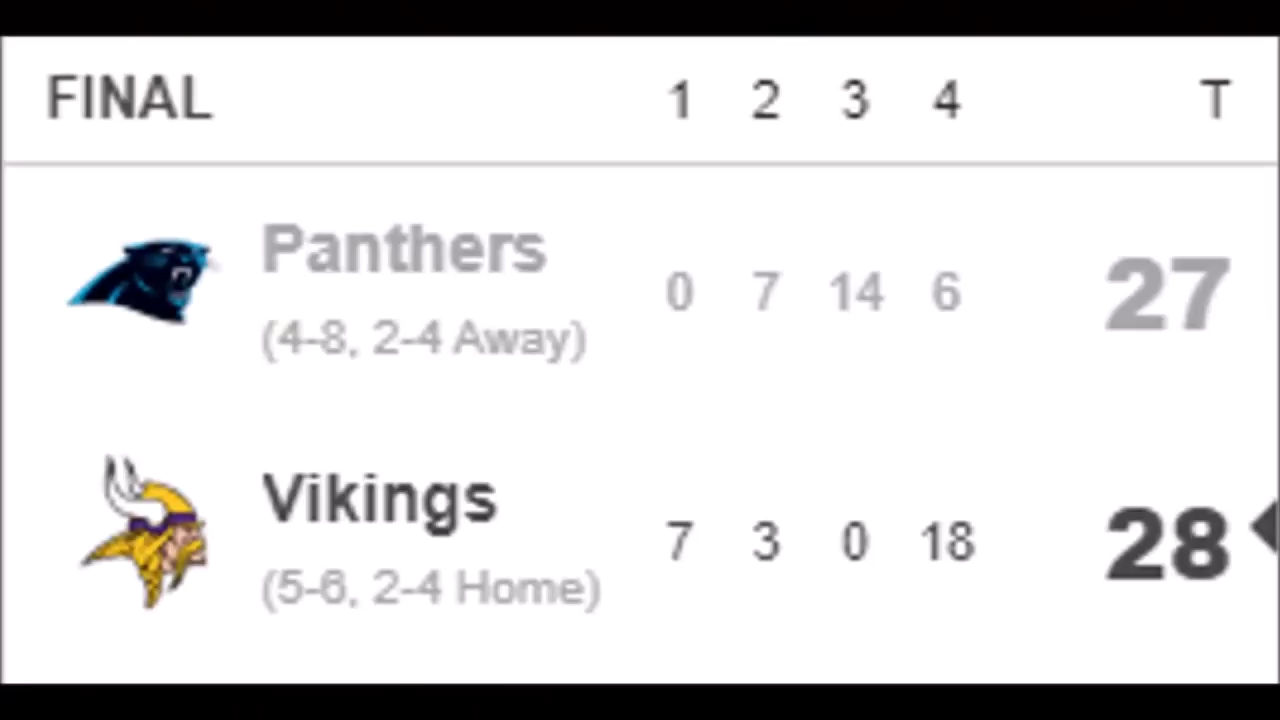 FINAL 1 2 3 4 T
Panthers
(4-8, 2-4 Away)
0 7 14 6 27
Vikings
(5-6, 2-4 Home)
7 3 0 18 28